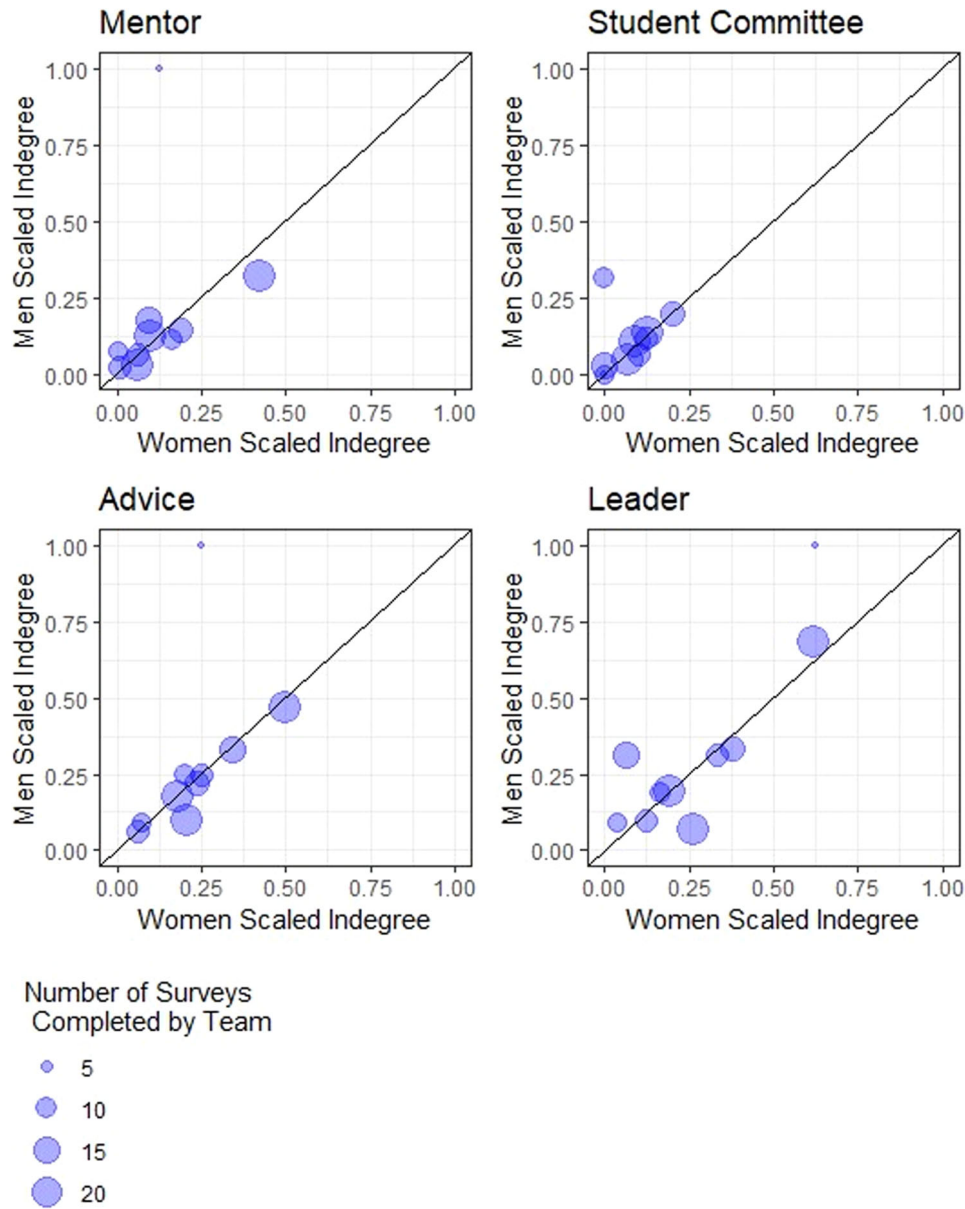 Mentor
Men Scaled Indegree
1.00
0.75
0.50
0.25
0.00
0.00 0.25 0.50 0.75 1.00
Women Scaled Indegree
Student Committee
Men Scaled Indegree
1.00
0.75
0.50
0.25
0.00
0.00 0.25 0.50 0.75 1.00
Women Scaled Indegree
Advice
Men Scaled Indegree
1.00
0.75
0.50
0.25
0.00
0.00 0.25 0.50 0.75 1.00
Women Scaled Indegree
Leader
Men Scaled Indegree
1.00
0.75
0.50
0.25
0.00
0.00 0.25 0.50 0.75 1.00
Women Scaled Indegree
Number of Surveys
Completed by Team
5
10
15
20